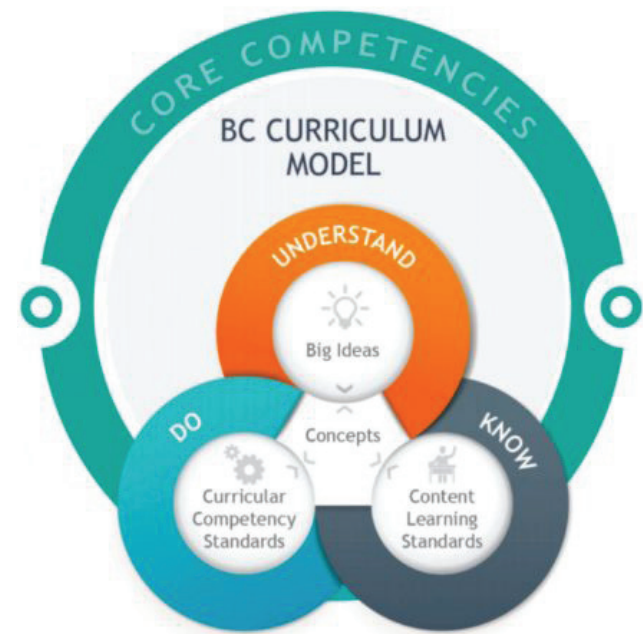 CORE COMPETENCIES
BC CURRICULUM
MODEL
UNDERSTAND
Big Ideas
Concepts
DO
Curricular
Competency
Standards
KNOW
Content
Learning
Standards